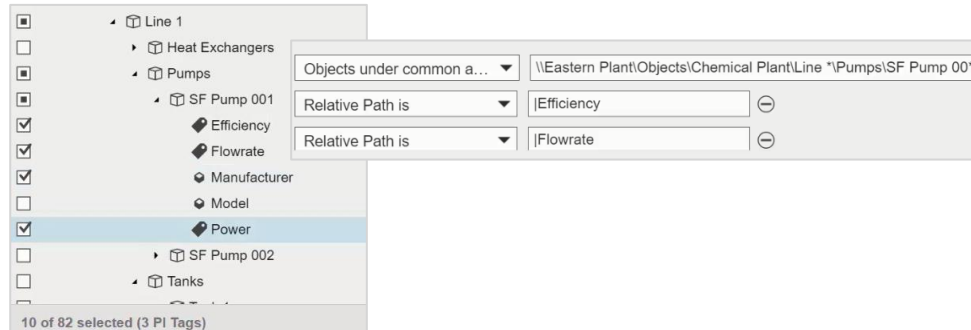 Line 1
Heat Exchangers
Pumps
SF Pump 001
Efficiency
Flowrate
Manufacturer
Model
Power
SF Pump 002
Tanks
10 of 82 selected (3 PI Tags)
Objects under common a...
\\Eastern Plant\Objects\Chemical Plant\Line *\Pumps\SF Pump 00*
Relative Path is
|Efficiency
Relative Path is
|Flowrate